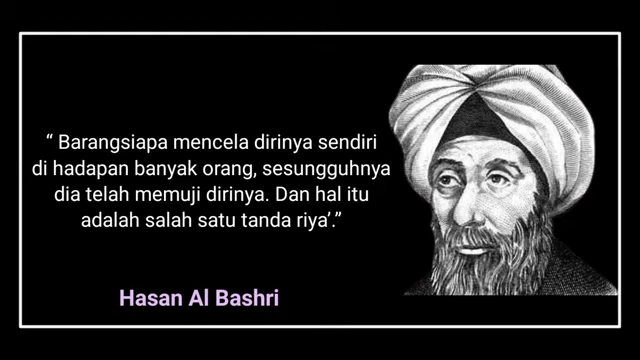 “ Barangsiapa mencela dirinya sendiri
di hadapan banyak orang, sesungguhnya
dia telah memuji dirinya. Dan hal itu
adalah salah satu tanda riya’.”
Hasan Al Bashri